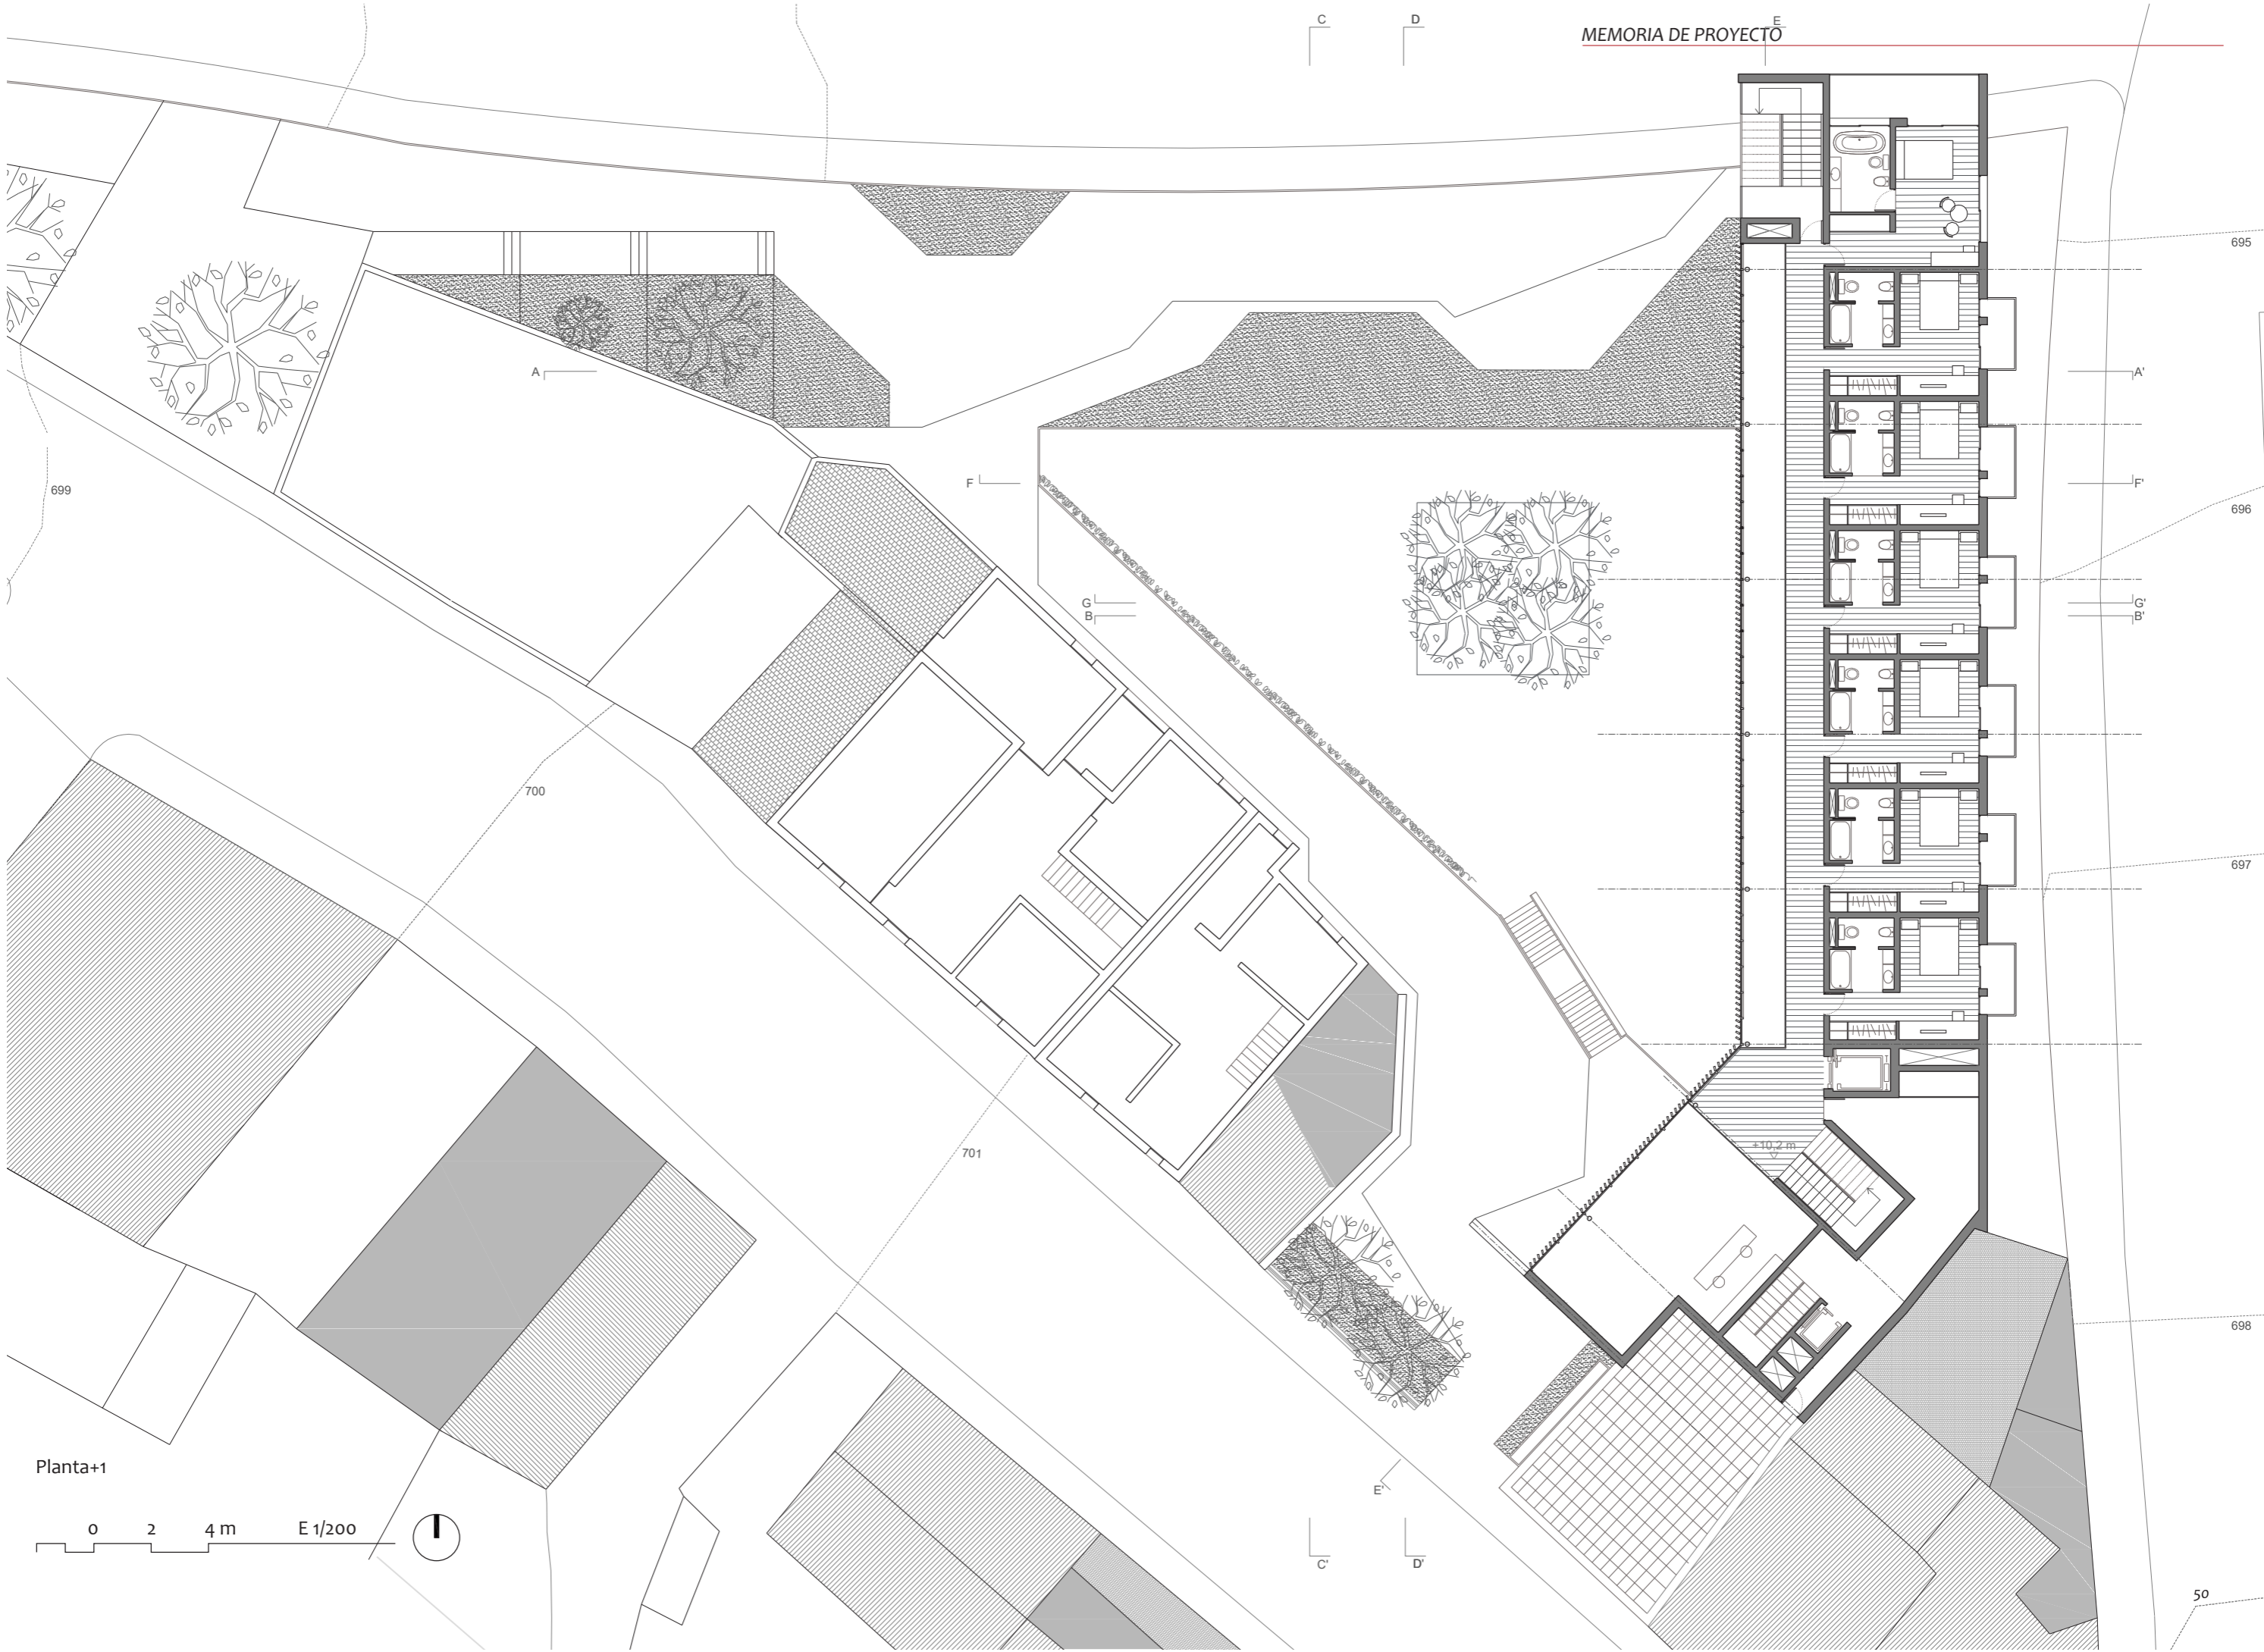 C
D
E
MEMORIA DE PROYECTO
695
A
A'
F
F'
699
696
G
G'
B
B'
700
697
701
+10,2 m
698
Planta+1
E'
0 2 4 m E 1/200
C'
D'
50